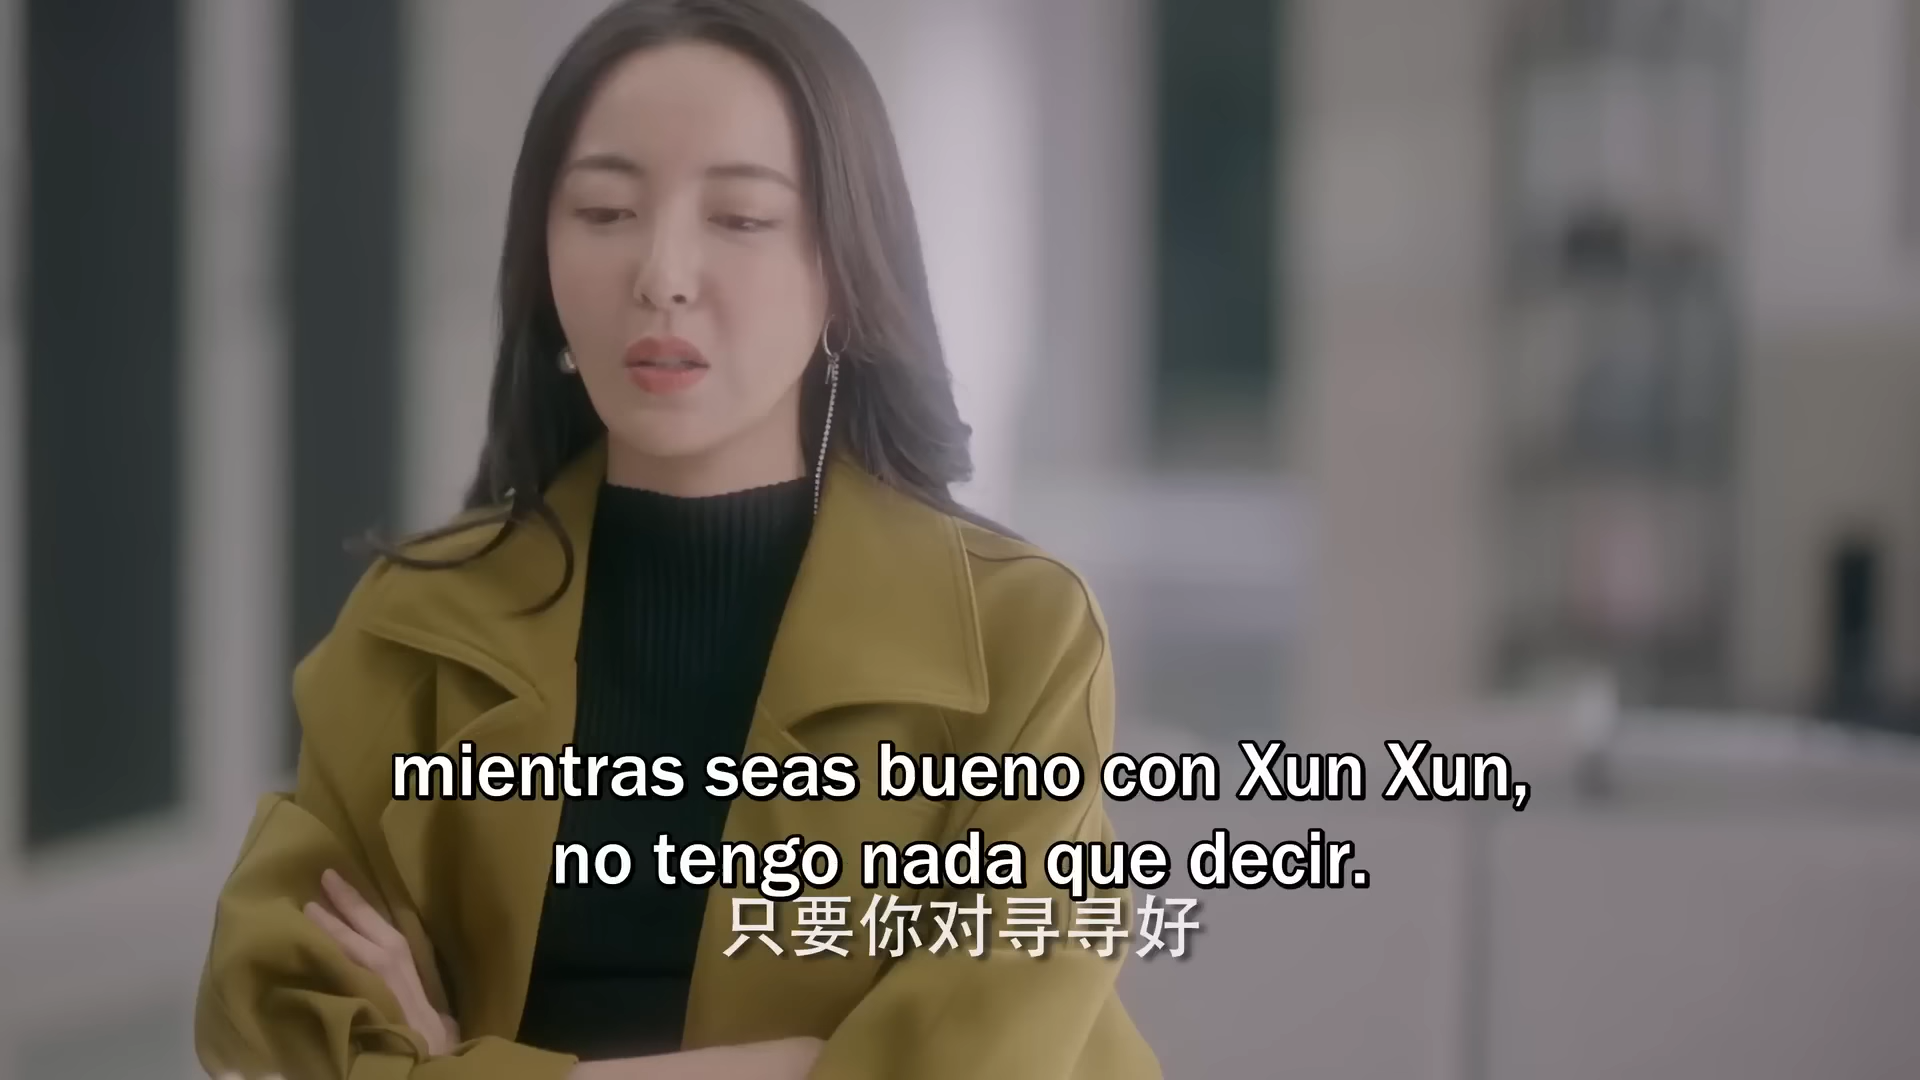 mientras seas bueno con Xun Xun,
no tengo nada que decir.
只要你对寻寻好